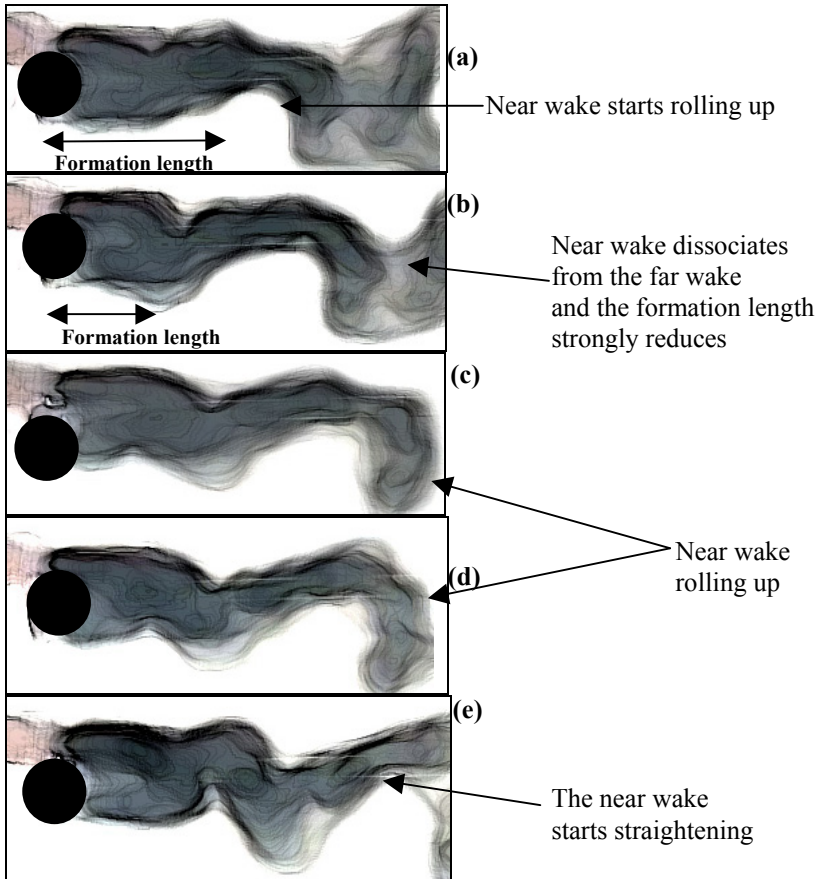 (a)
Near wake starts rolling up
Formation length
(b)
Near wake dissociates
from the far wake
and the formation length
strongly reduces
Formation length
(c)
Near wake
rolling up
(d)
(e)
The near wake
starts straightening